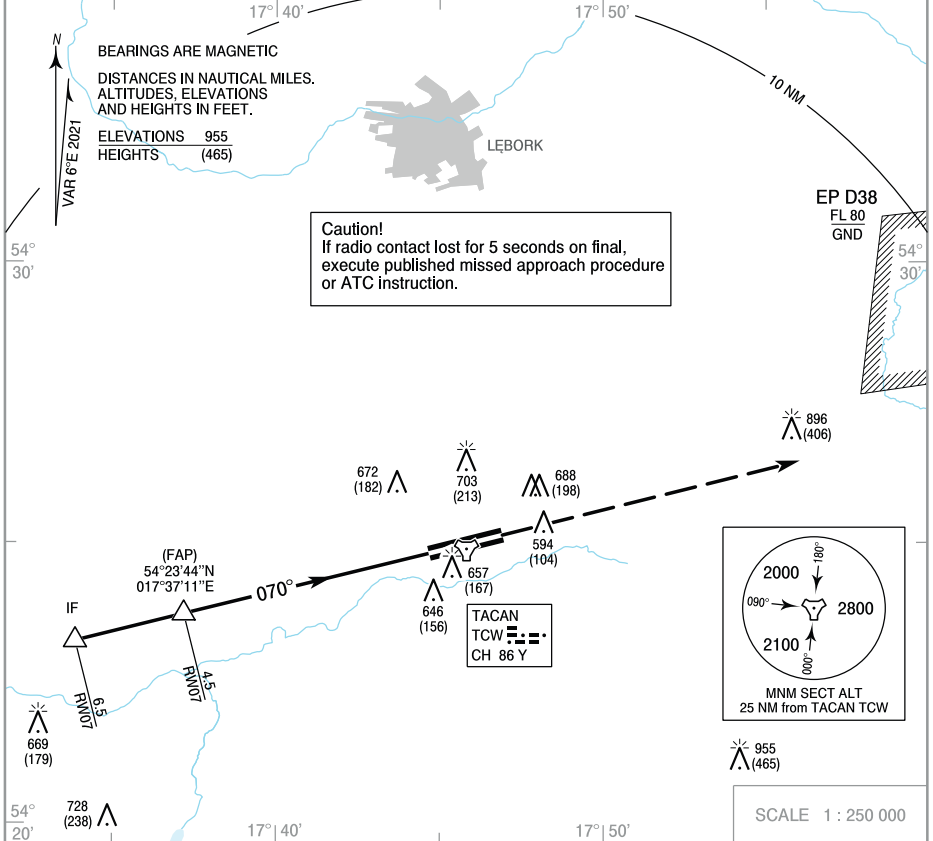 17° 40'
17° 50'
N
VAR 6°E 2021
BEARINGS ARE MAGNETIC
DISTANCES IN NAUTICAL MILES.
ALTITUDES, ELEVATIONS
AND HEIGHTS IN FEET.
ELEVATIONS 955
HEIGHTS (465)
10 NM
LĘBORK
EP D38
FL 80
GND
Caution!
If radio contact lost for 5 seconds on final,
execute published missed approach procedure
or ATC instruction.
54°
30'
54°
30'
896
(406)
672
(182)
703
(213)
688
(198)
594
(104)
657
(167)
646
(156)
(FAP)
54°23'44"N
017°37'11"E
070°
IF
6.5
RW07
4.5
RW07
TACAN
TCW
CH 86 Y
180°
2000
090°
2800
2100
000°
MNM SECT ALT
25 NM from TACAN TCW
669
(179)
955
(465)
728
(238)
54°
20'
17° 40'
17° 50'
SCALE 1 : 250 000